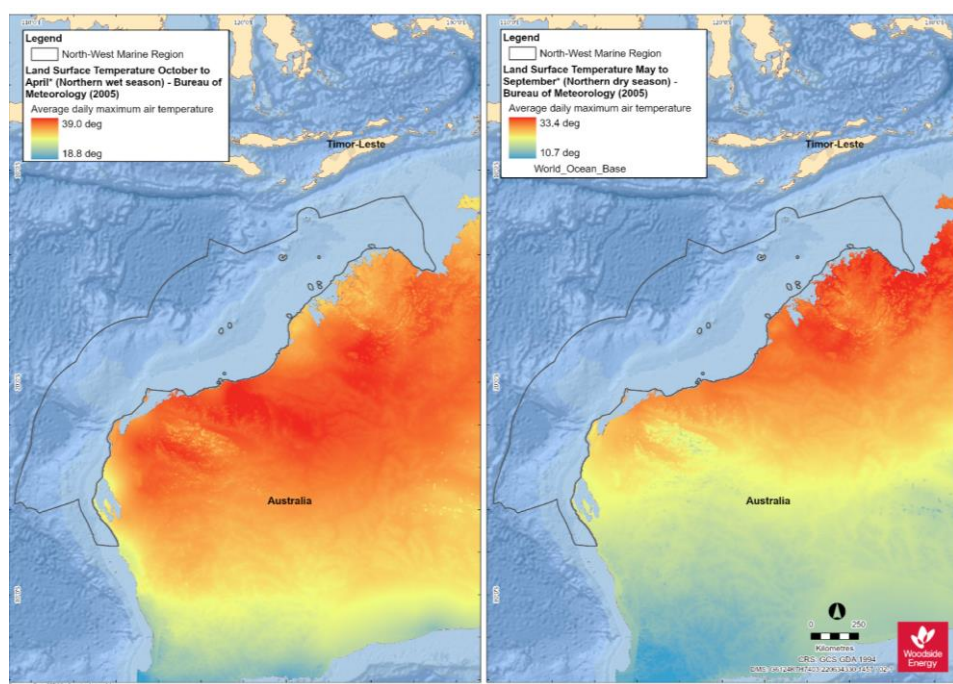 Legend
North-West Marine Region
Land Surface Temperature October to
April* (Northern wet season) - Bureau of
Meteorology (2005)
Average daily maximum air temperature
39.0 deg
18.8 deg
Timor-Leste
Australia
Legend
North-West Marine Region
Land Surface Temperature May to
September* (Northern dry season) -
Bureau of Meteorology (2005)
Average daily maximum air temperature
33.4 deg
10.7 deg
World_Ocean_Base
Timor-Leste
Australia
0 250
Kilometres
CRS: GCS GDA 1994
Woodside
Energy